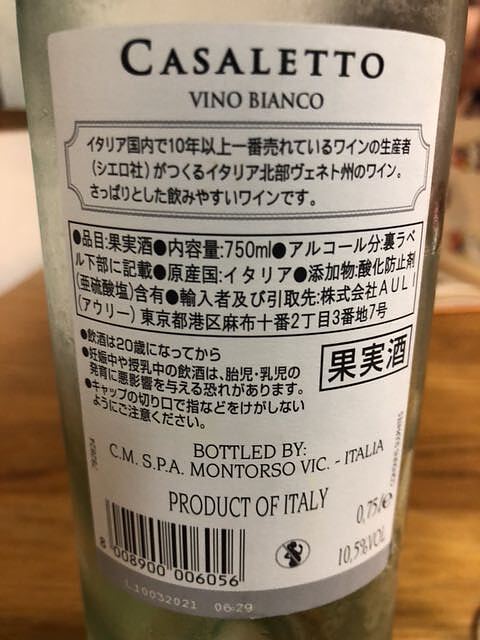 CASALETTO
VINO BIANCO
イタリア国内で10年以上一番売れているワインの生産者
(シエロ社)がつくるイタリア北部ヴェネト州のワイン。
さっぱりとした飲みやすいワインです。
●品目:果実酒●内容量:750ml●アルコール分:裏ラベ
ル下部に記載●原産国:イタリア●添加物:酸化防止剤
(亜硫酸塩)含有●輸入者及び引取先:株式会社AULI
(アウリー) 東京都港区麻布十番2丁目3番地7号
●飲酒は20歳になってから
●妊娠中や授乳中の飲酒は、胎児・乳児の
発育に悪影響を与える恐れがあります。
●キャップの切り口で指などをけがしない
ようにご注意ください。
果実酒
BOTTLED BY:
C.M. S.P.A. MONTORSO VIC. - ITALIA
PRODUCT OF ITALY
0,75 l e
10,5%VOL
CONTAINS SULPHITES
8 008900 006056
L10032021 06:29